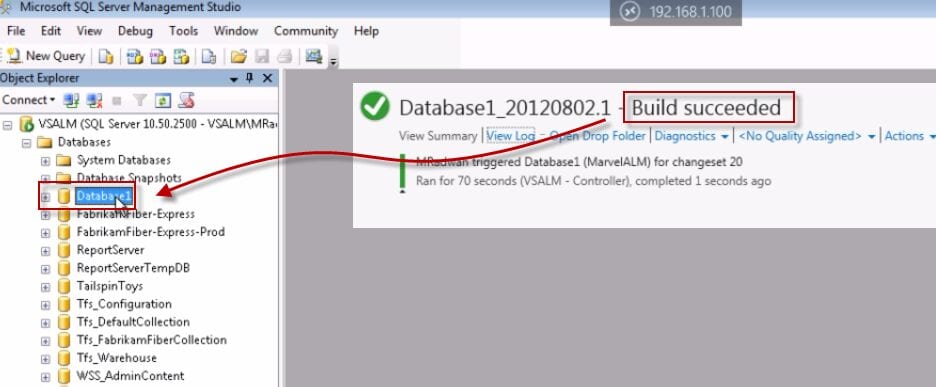 Microsoft SQL Server Management Studio
192.168.1.100
File Edit View Debug Tools Window Community Help
New Query
Object Explorer
Connect
VSALM (SQL Server 10.50.2500 - VSALM\MRa
Databases
System Databases
Database Snapshots
Database1
FabrikamFiber-Express
FabrikamFiber-Express-Prod
ReportServer
ReportServerTempDB
TailspinToys
Tfs_Configuration
Tfs_DefaultCollection
Tfs_FabrikamFiberCollection
Tfs_Warehouse
WSS_AdminContent
Database1_20120802.1 - Build succeeded
View Summary | View Log - Open Drop Folder | Diagnostics | <No Quality Assigned> | Actions
MRadwan triggered Database1 (MarvelALM) for changeset 20
Ran for 70 seconds (VSALM - Controller), completed 1 seconds ago